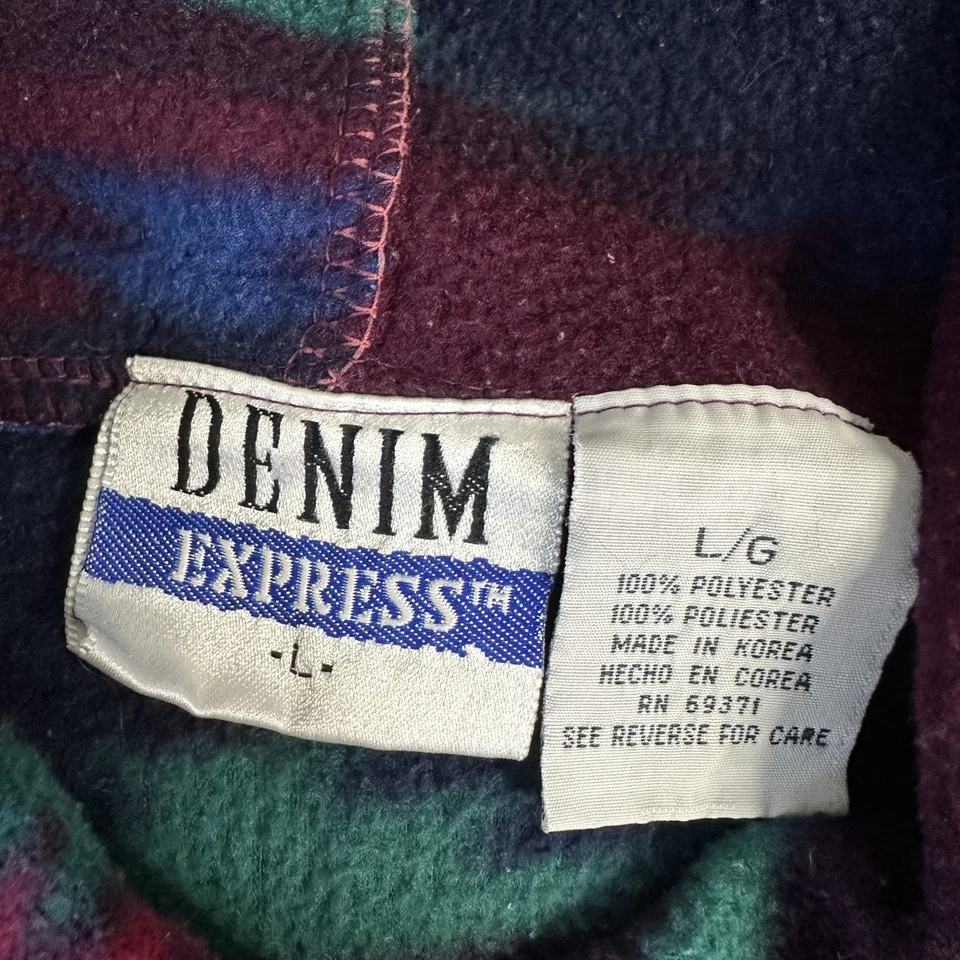 DENIM
EXPRESS™
-L-
L/G
100% POLYESTER
100% POLIESTER
MADE IN KOREA
HECHO EN COREA
RN 69371
SEE REVERSE FOR CARE